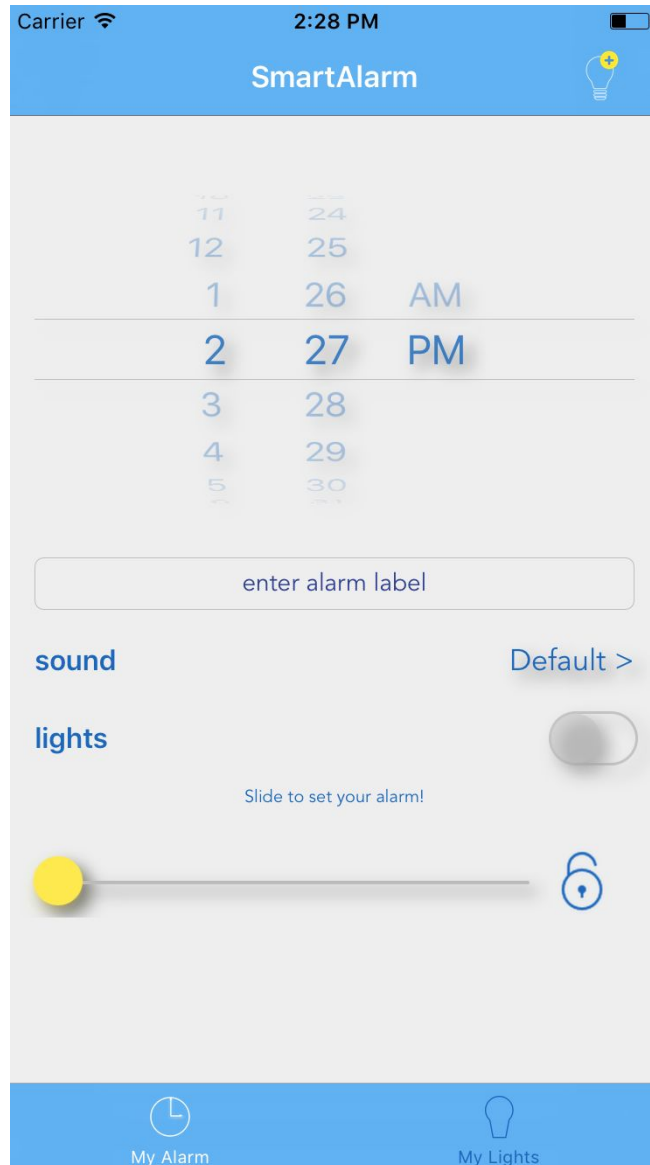 Carrier 2:28 PM
SmartAlarm
11 24
12 25
1 26 AM
2 27 PM
3 28
4 29
5 30
enter alarm label
sound Default >
lights
Slide to set your alarm!
My Alarm My Lights